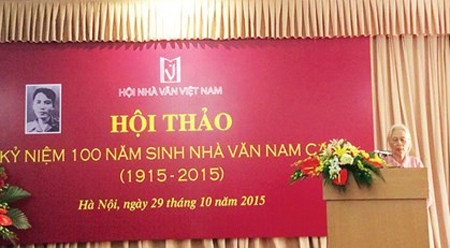 HỘI NHÀ VĂN VIỆT NAM
HỘI THẢO
KỶ NIỆM 100 NĂM SINH NHÀ VĂN NAM
(1915 - 2015)
Hà Nội, ngày 29 tháng 10 năm 2015